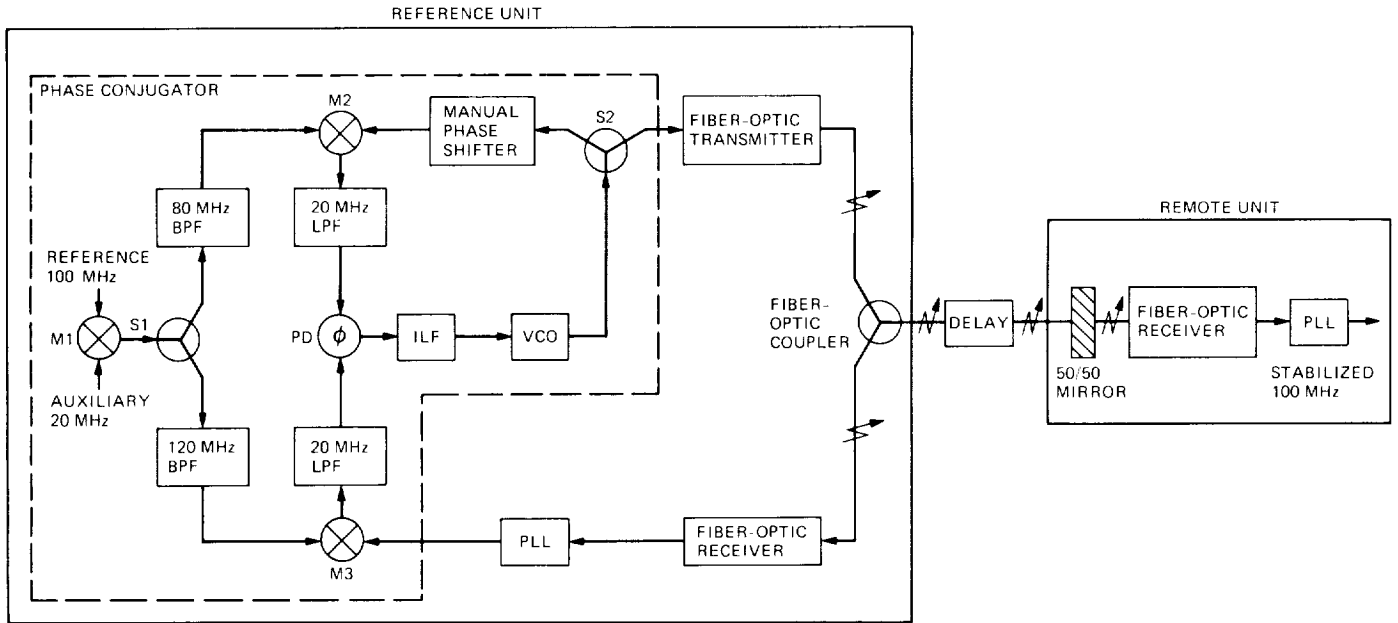 REFERENCE UNIT
PHASE CONJUGATOR
M2
MANUAL
PHASE
SHIFTER
S2
FIBER-OPTIC
TRANSMITTER
80 MHz
BPF
20 MHz
LPF
REFERENCE
100 MHz
M1
S1
AUXILIARY
20 MHz
PD
ϕ
ILF
VCO
FIBER-
OPTIC
COUPLER
DELAY
REMOTE UNIT
50/50
MIRROR
FIBER-OPTIC
RECEIVER
PLL
STABILIZED
100 MHz
120 MHz
BPF
20 MHz
LPF
M3
PLL
FIBER-OPTIC
RECEIVER